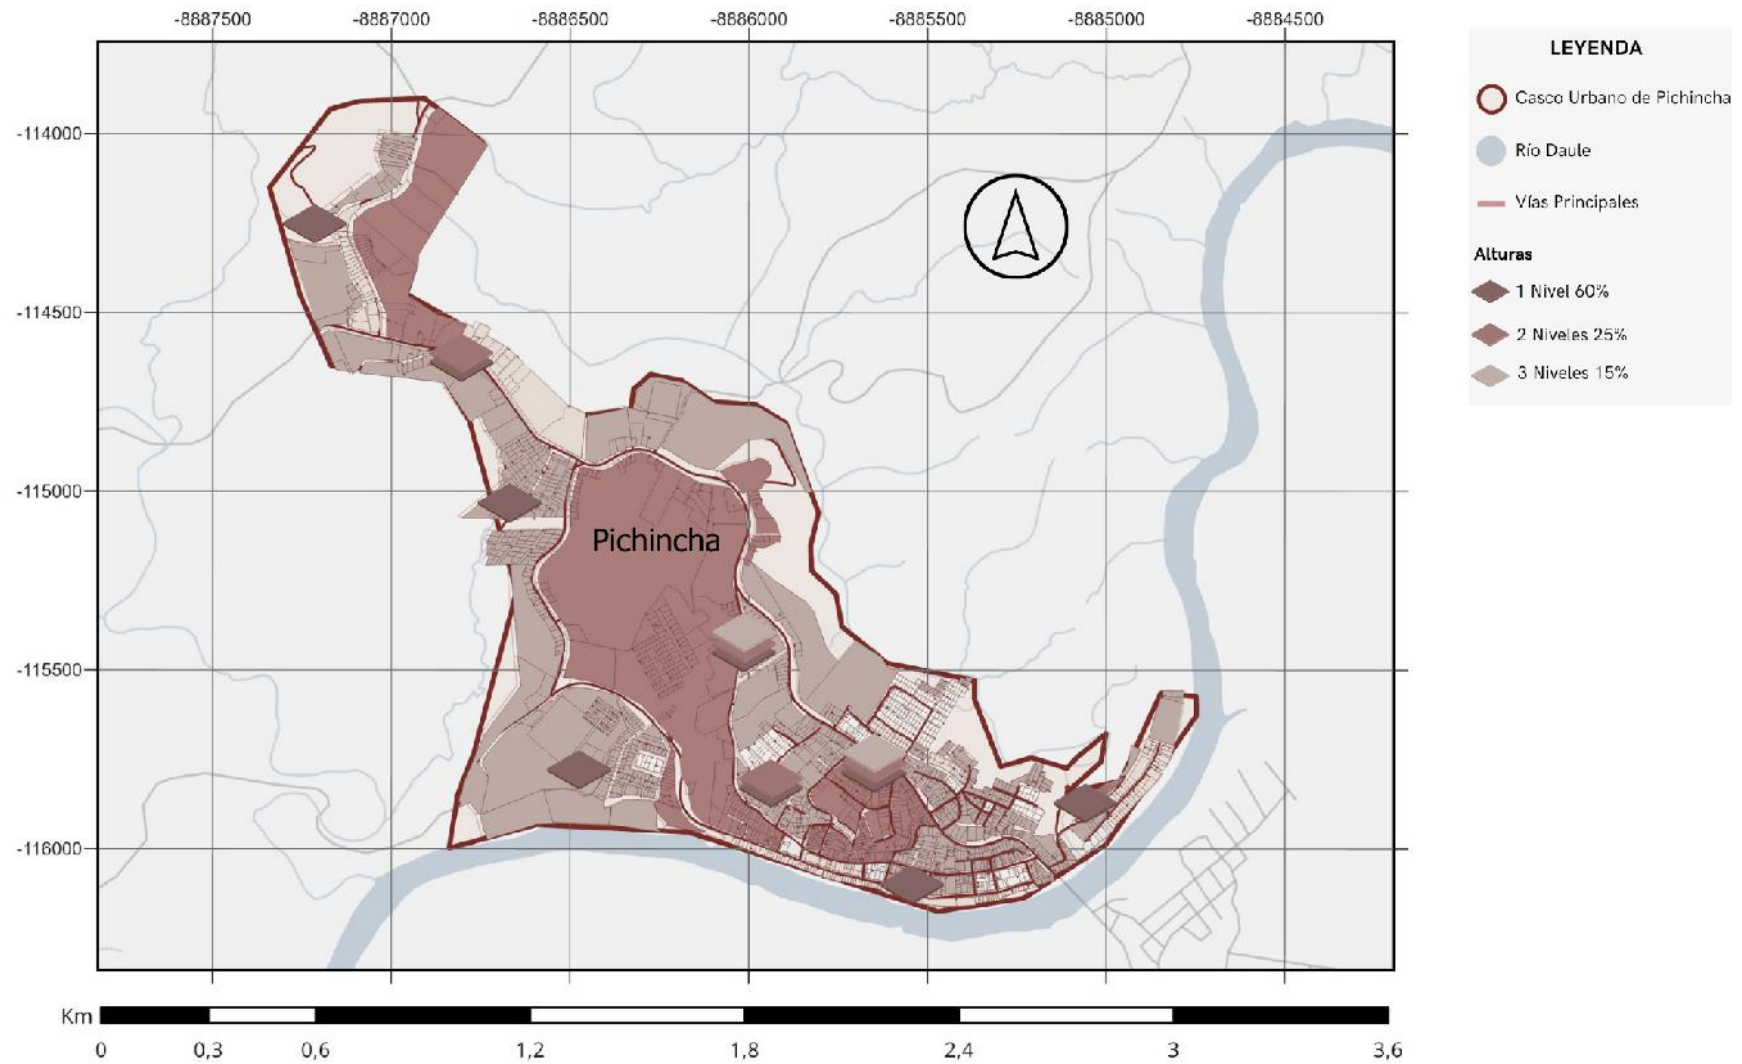 -8887500 -8887000 -8886500 -8886000 -8885500 -8885000 -8884500
-114000
-114500
-115000
-115500
-116000
Pichincha
Km
0 0,3 0,6 1,2 1,8 2,4 3 3,6
LEYENDA
Casco Urbano de Pichincha
Río Daule
Vías Principales
Alturas
1 Nivel 60%
2 Niveles 25%
3 Niveles 15%